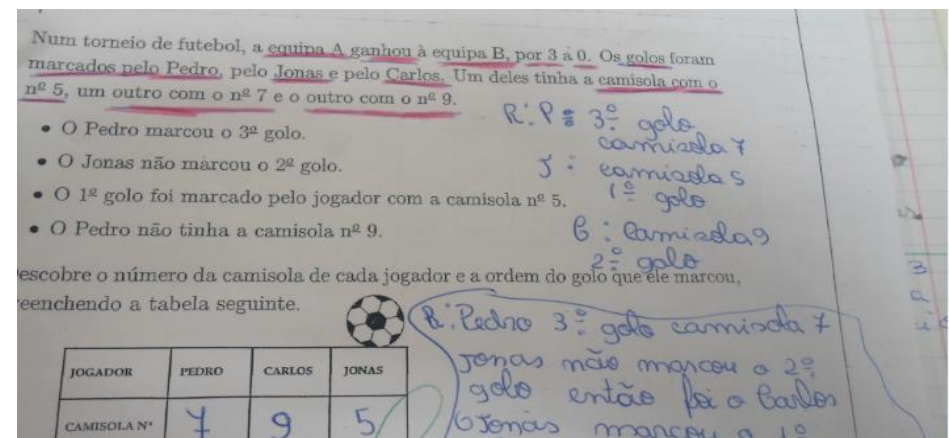 Num torneio de futebol, a equipa A ganhou à equipa B, por 3 a 0. Os golos foram
marcados pelo Pedro, pelo Jonas e pelo Carlos. Um deles tinha a camisola com o
nº 5, um outro com o nº 7 e o outro com o nº 9.
• O Pedro marcou o 3º golo.
• O Jonas não marcou o 2º golo.
• O 1º golo foi marcado pelo jogador com a camisola nº 5.
• O Pedro não tinha a camisola nº 9.
R: P: 3º golo
camisola 7
J: camisola 5
1º golo
C: Camisola 9
2º golo
escobre o número da camisola de cada jogador e a ordem do golo que ele marcou,
reenchendo a tabela seguinte.
R: Pedro 3º golo camisola 7
Jonas não marcou o 2º
golo então foi o Carlos
o Jonas marcou o 1º
JOGADOR PEDRO CARLOS JONAS
CAMISOLA Nº 7 9 5